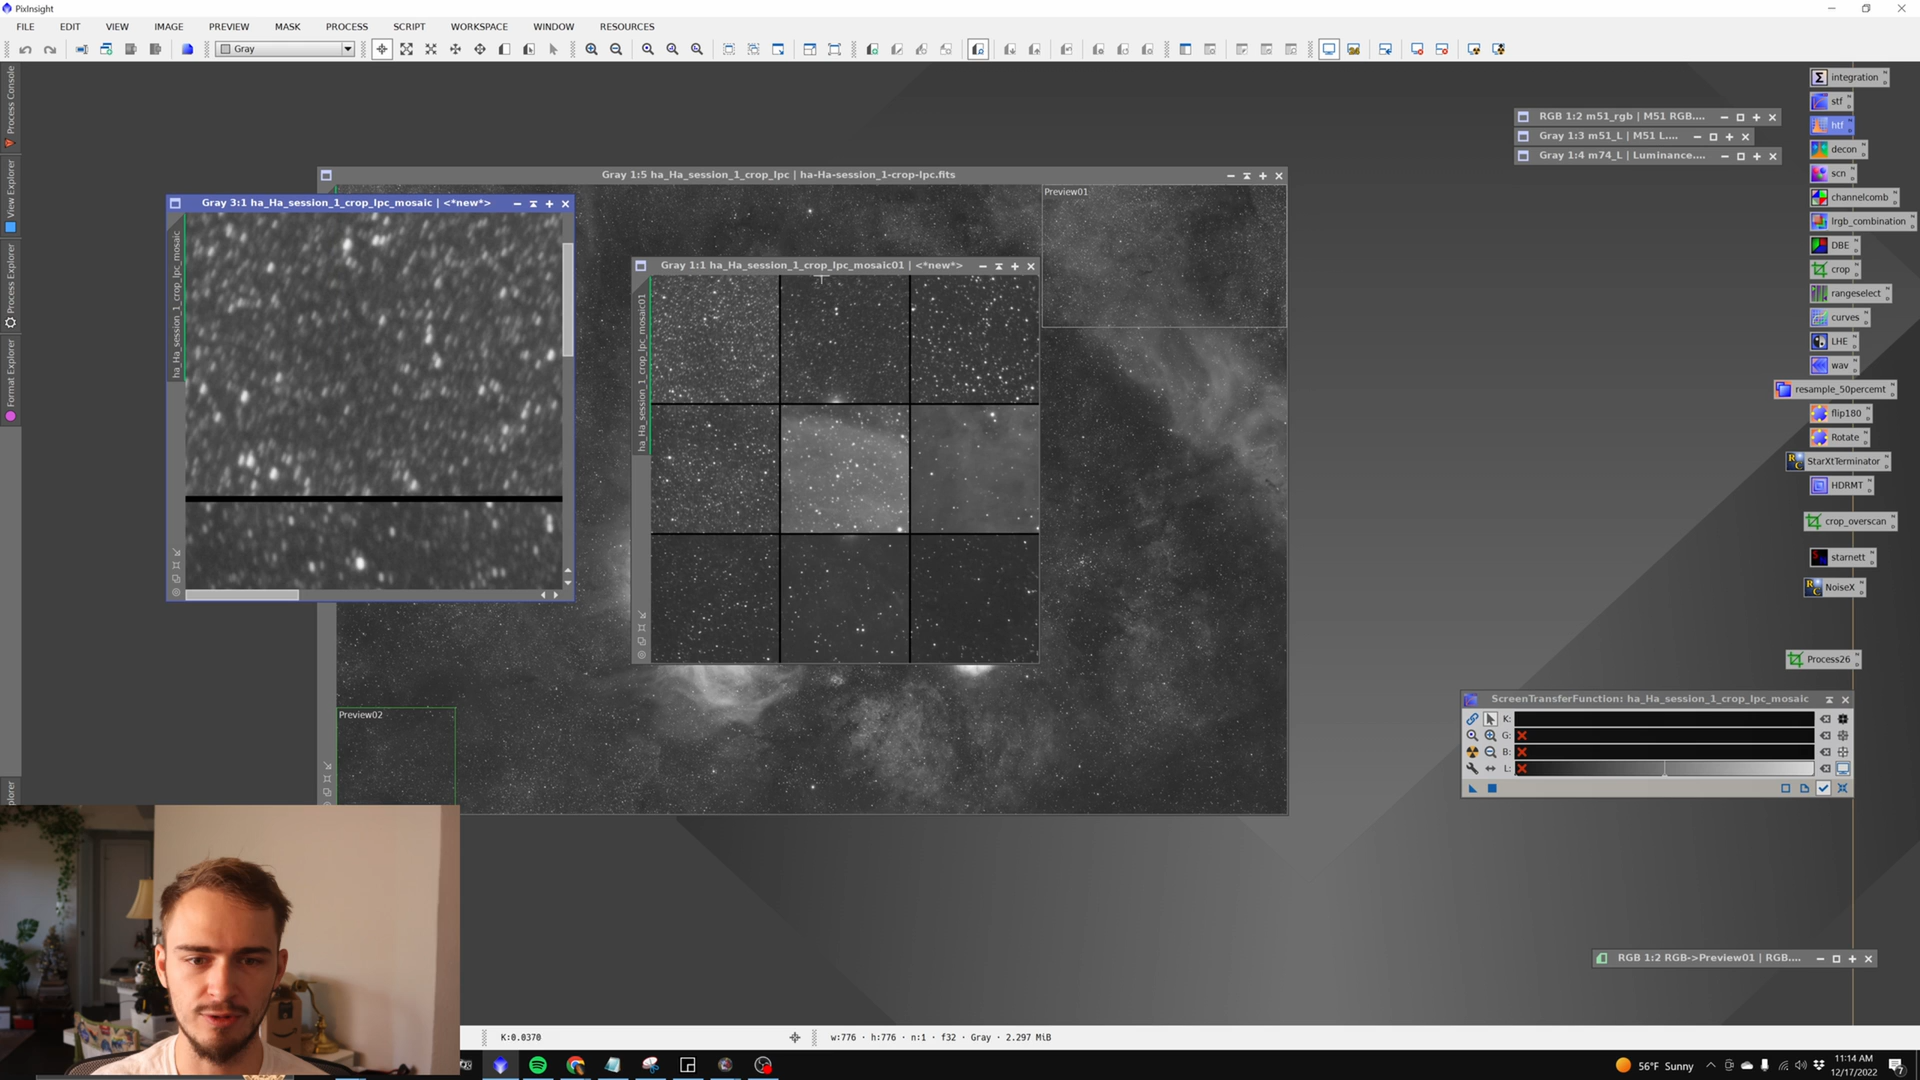 PixInsight
FILE EDIT VIEW IMAGE PREVIEW MASK PROCESS SCRIPT WORKSPACE WINDOW RESOURCES
Gray
Process Console
View Explorer
Process Explorer
Format Explorer
Gray 1:5 ha_Ha_session_1_crop_lpc | ha-Ha-session_1-crop-lpc.fits
Preview01
Preview02
Gray 3:1 ha_Ha_session_1_crop_lpc_mosaic | <*new*>
ha_Ha_session_1_crop_lpc_mosaic
Gray 1:1 ha_Ha_session_1_crop_lpc_mosaic01 | <*new*>
ha_Ha_session_1_crop_lpc_mosaic01
RGB 1:2 m51_rgb | M51 RGB....
Gray 1:3 m51_L | M51 L....
Gray 1:4 m74_L | Luminance....
integration
stf
htf
decon
scn
channelcomb
lrgb_combination
DBE
crop
rangeselect
curves
LHE
wav
resample_50percemt
flip180
Rotate
StarXtTerminator
HDRMT
crop_overscan
starnett
NoiseX
Process26
ScreenTransferFunction: ha_Ha_session_1_crop_lpc_mosaic
K:
G:
B:
L:
RGB 1:2 RGB->Preview01 | RGB....
K:0.0370
w:776 · h:776 · n:1 · f32 · Gray · 2.297 MiB
56°F Sunny
11:14 AM
12/17/2022